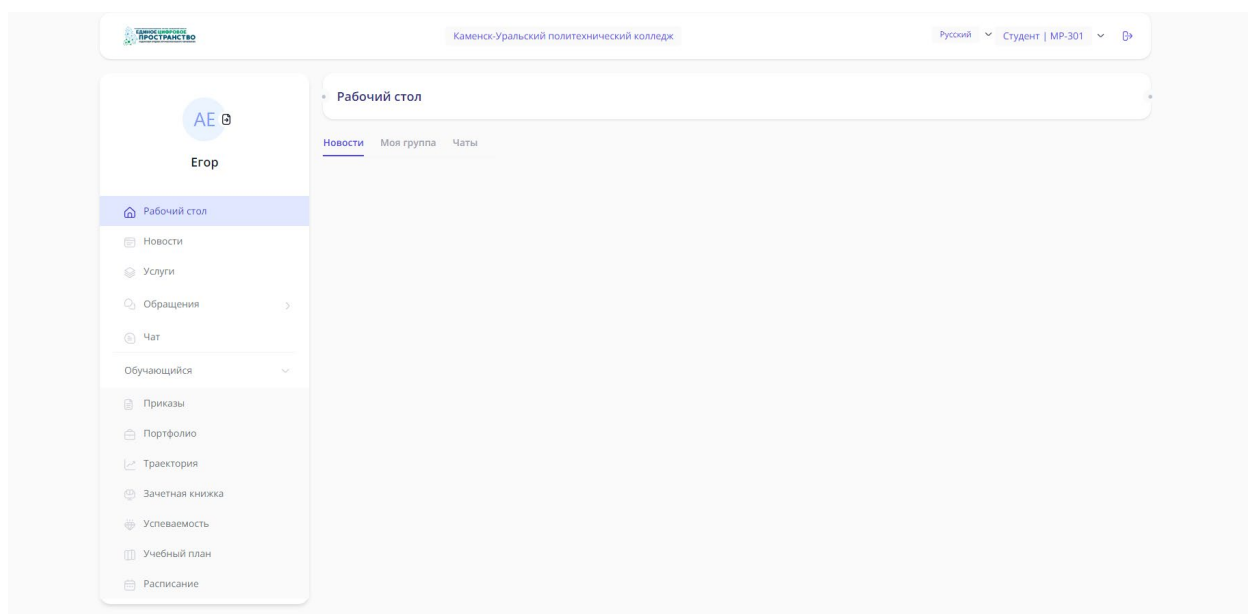 ЕДИНОЕ ЦИФРОВОЕ
ПРОСТРАНСТВО
Каменск-Уральский политехнический колледж
Русский
Студент | МР-301
АЕ
Егор
Рабочий стол
Новости
Услуги
Обращения
Чат
Обучающийся
Приказы
Портфолио
Траектория
Зачетная книжка
Успеваемость
Учебный план
Расписание
Рабочий стол
Новости Моя группа Чаты